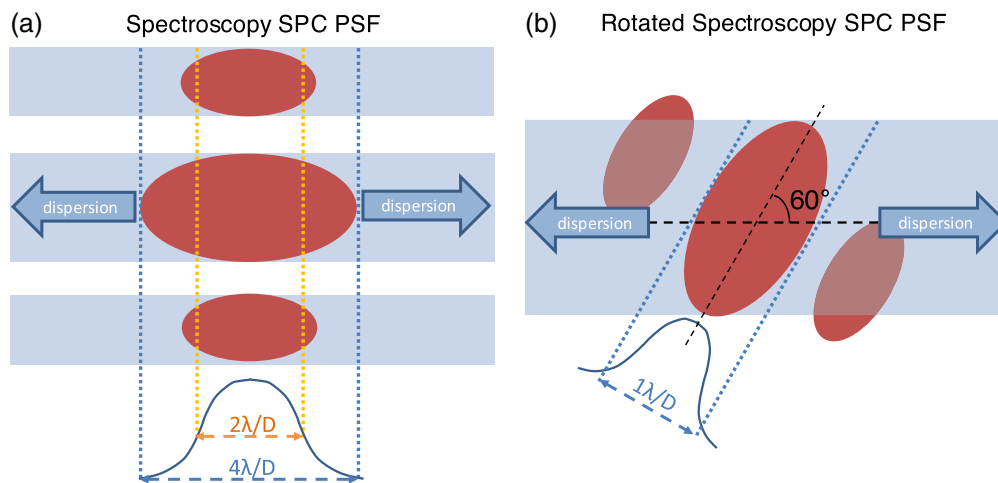 (a)
Spectroscopy SPC PSF
dispersion
dispersion
2λ/D
4λ/D
(b)
Rotated Spectroscopy SPC PSF
60°
dispersion
dispersion
1λ/D